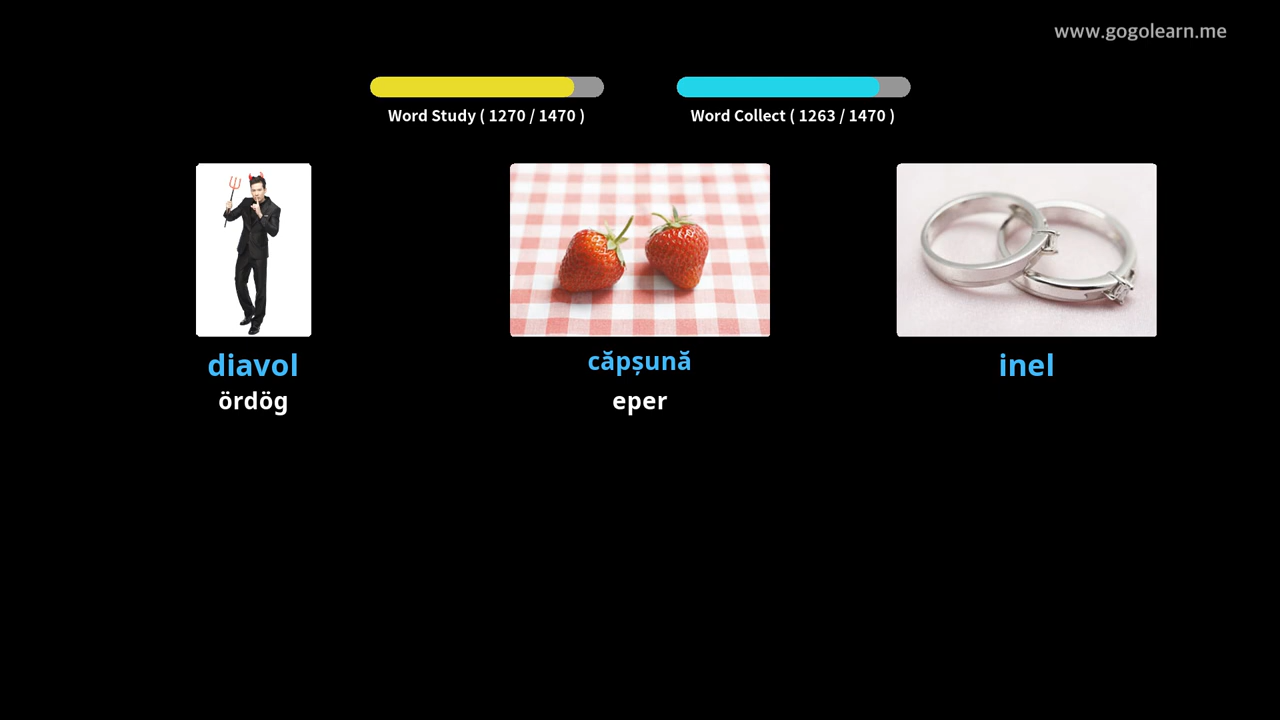 www.gogolearn.me
Word Study ( 1270 / 1470 )
Word Collect ( 1263 / 1470 )
diavol
ördög
căpșună
eper
inel